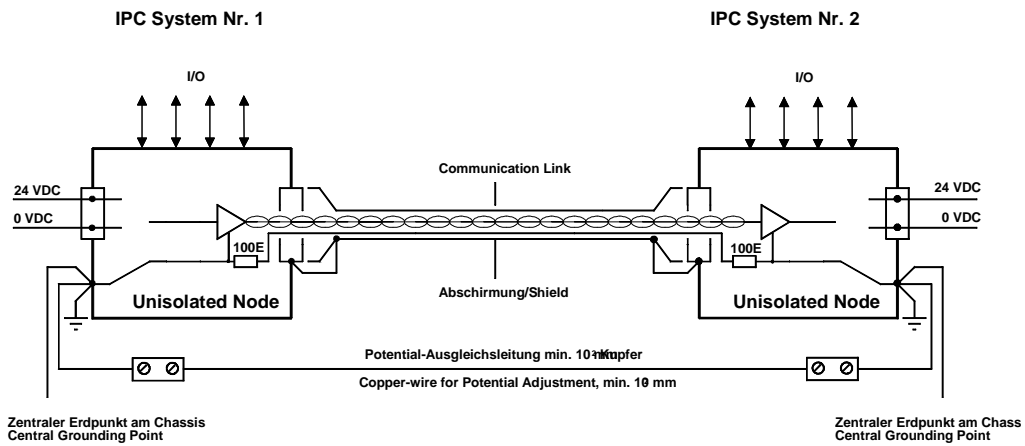 IPC System Nr. 1
IPC System Nr. 2
I/O
I/O
Communication Link
24 VDC
0 VDC
24 VDC
0 VDC
100E
100E
Abschirmung/Shield
Unisolated Node
Unisolated Node
Potential-Ausgleichsleitung min. 10
Copper-wire for Potential Adjustment, min. mm
Zentraler Erdpunkt am Chassis
Central Grounding Point
Zentraler Erdpunkt am Chass
Central Grounding Point